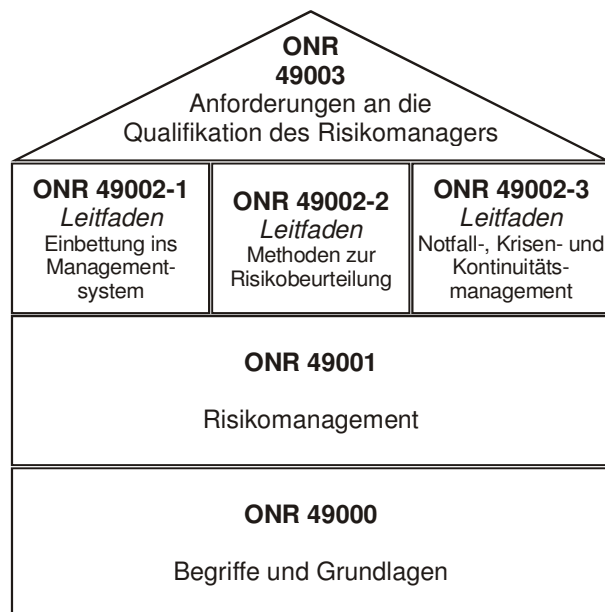 ONR
49003
Anforderungen an die
Qualifikation des Risikomanagers
ONR 49002-1
Leitfaden
Einbettung ins
Management-
system
ONR 49002-2
Leitfaden
Methoden zur
Risikobeurteilung
ONR 49002-3
Leitfaden
Notfall-, Krisen- und
Kontinuitäts-
management
ONR 49001
Risikomanagement
ONR 49000
Begriffe und Grundlagen